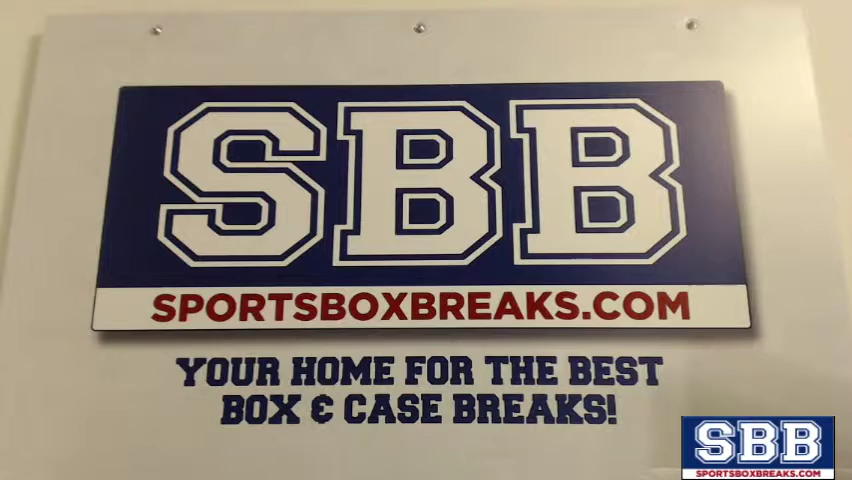 SBB
SPORTSBOXBREAKS.COM
YOUR HOME FOR THE BEST
BOX & CASE BREAKS!
SBB
SPORTSBOXBREAKS.COM